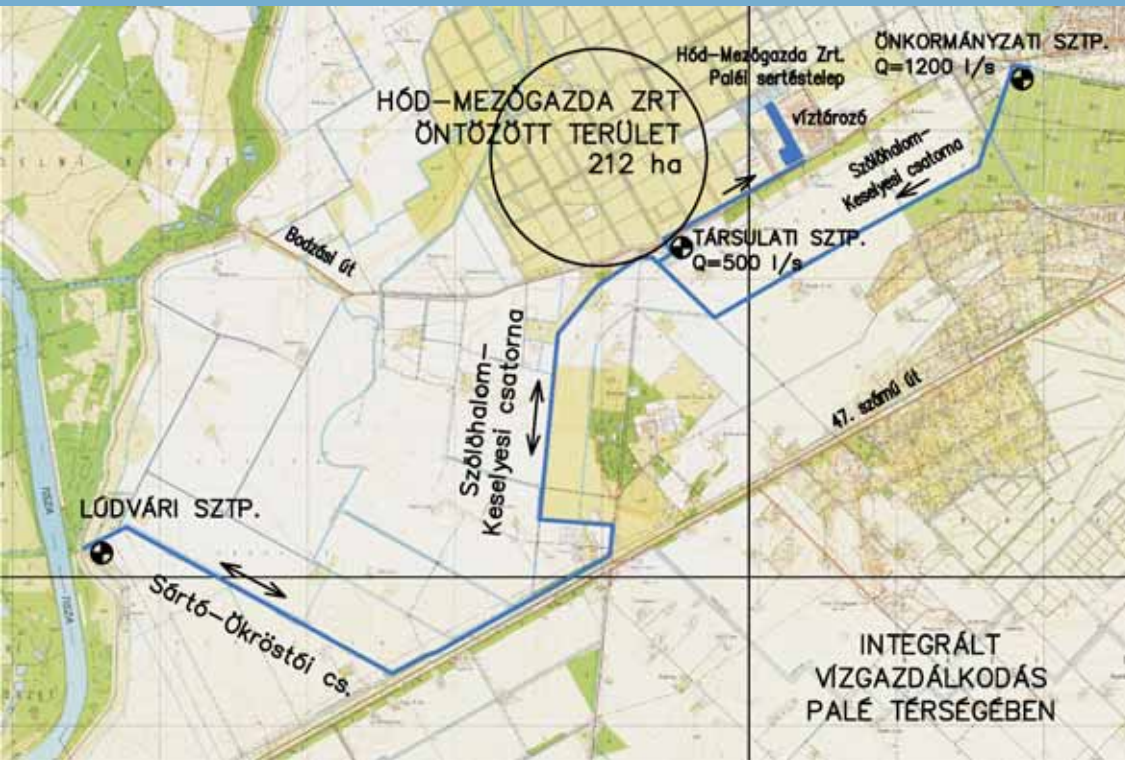 HÓD-MEZŐGAZDA ZRT
ÖNTÖZÖTT TERÜLET
212 ha
Hód-Mezőgazda Zrt.
Paléi sertéstelep
víztározó
ÖNKORMÁNYZATI SZTP.
Q=1200 l/s
Szőlőhalom-
Keselyesi csatorna
TÁRSULATI SZTP.
Q=500 l/s
Bodzási út
Szőlőhalom-
Keselyesi csatorna
47. számú út
LÚDVÁRI SZTP.
Sártó-Ökröstói cs.
TISZA
TISZA
INTEGRÁLT
VÍZGAZDÁLKODÁS
PALÉ TÉRSÉGÉBEN